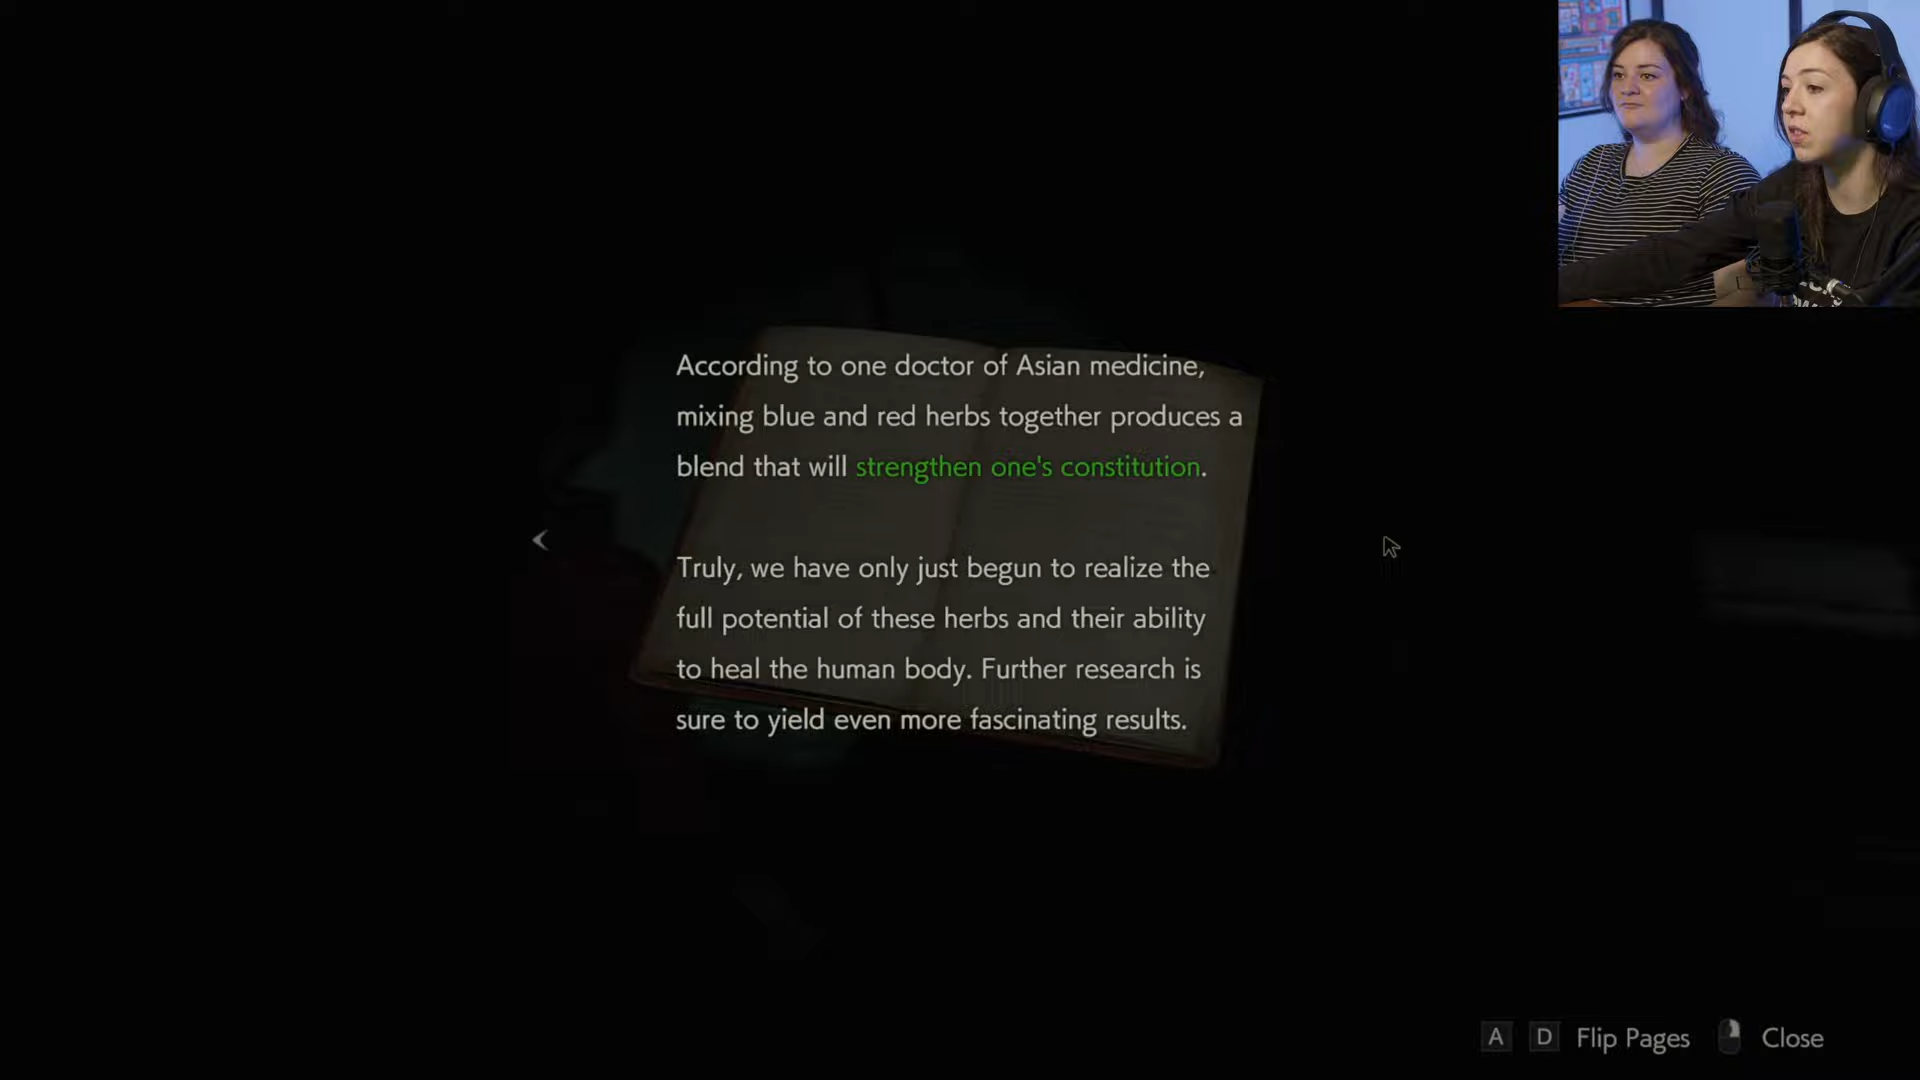 According to one doctor of Asian medicine,
mixing blue and red herbs together produces a
blend that will strengthen one's constitution.
Truly, we have only just begun to realize the
full potential of these herbs and their ability
to heal the human body. Further research is
sure to yield even more fascinating results.
A D Flip Pages Close